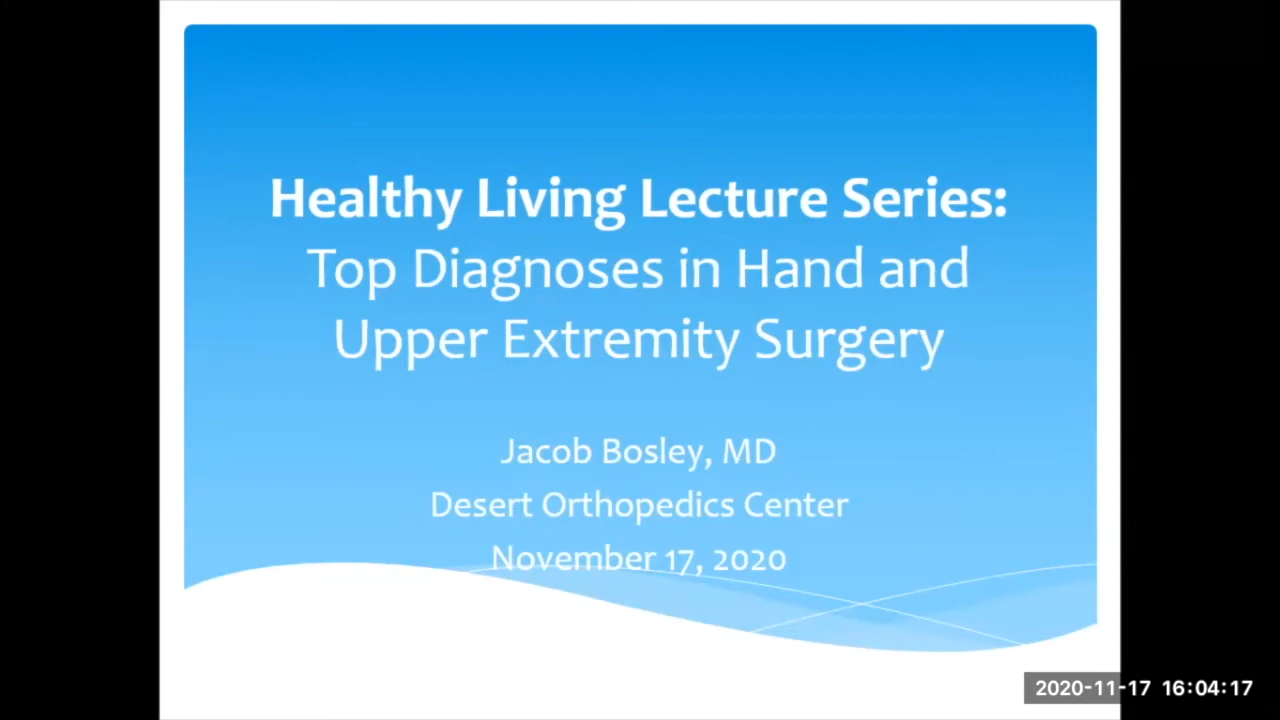 Healthy Living Lecture Series:
Top Diagnoses in Hand and
Upper Extremity Surgery
Jacob Bosley, MD
Desert Orthopedics Center
November 17, 2020
2020-11-17 16:04:17